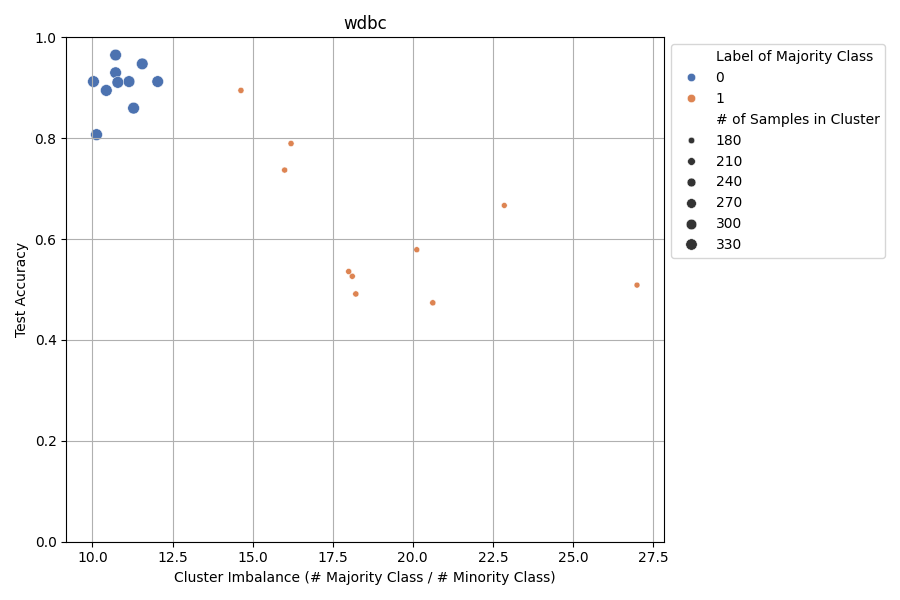 wdbc
1.0
0.8
0.6
0.4
0.2
0.0
Test Accuracy
10.0 12.5 15.0 17.5 20.0 22.5 25.0 27.5
Cluster Imbalance (# Majority Class / # Minority Class)
Label of Majority Class
0
1
# of Samples in Cluster
180
210
240
270
300
330